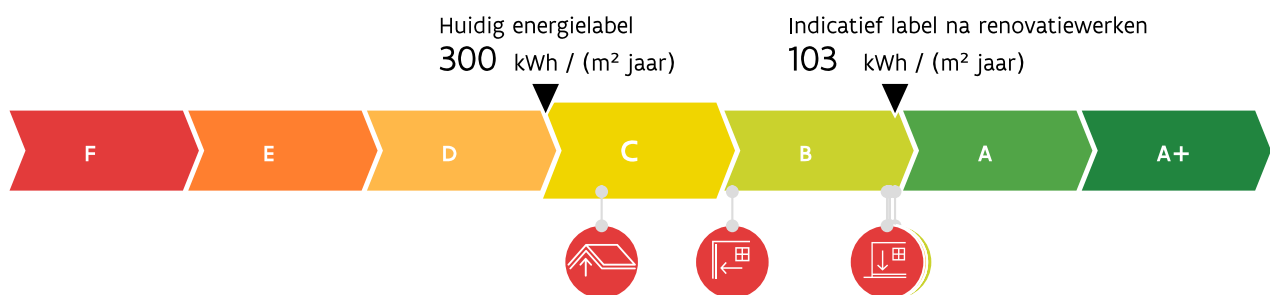 Huidig energielabel
300 kWh / (m² jaar)
Indicatief label na renovatiewerken
103 kWh / (m² jaar)
F E D C B A A+